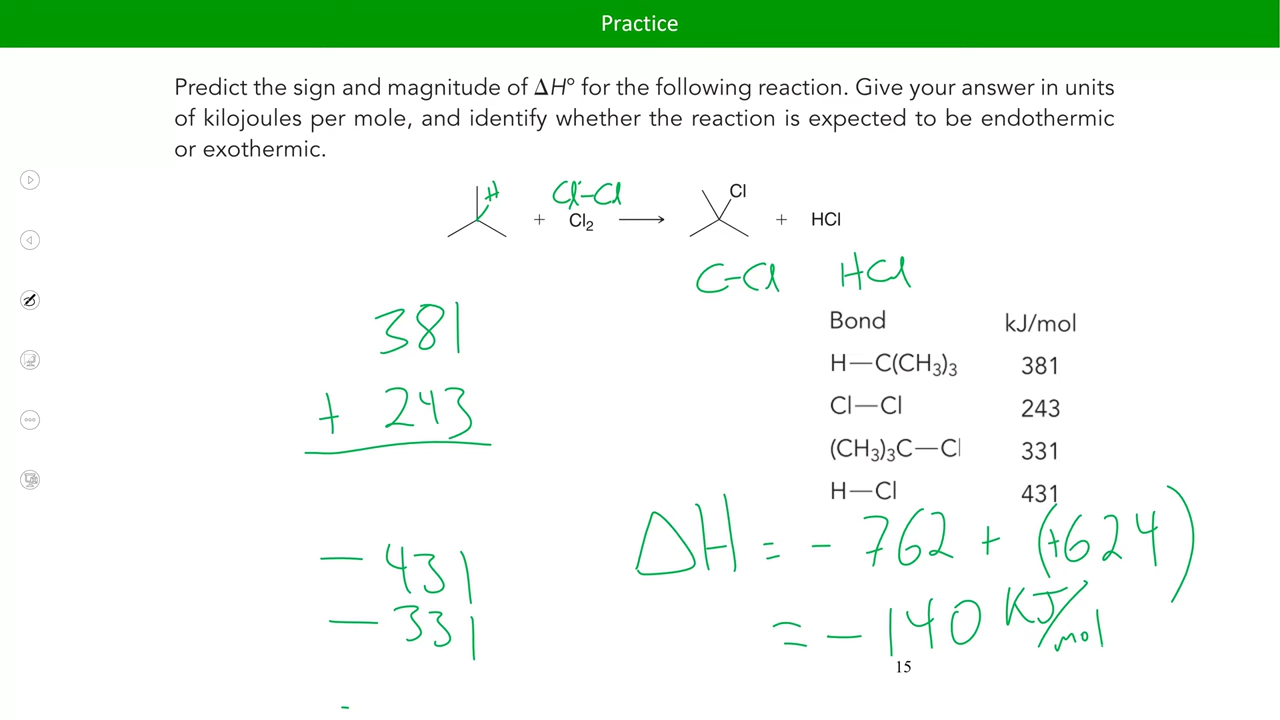 Practice
Predict the sign and magnitude of ΔH° for the following reaction. Give your answer in units
of kilojoules per mole, and identify whether the reaction is expected to be endothermic
or exothermic.
H
Cl-Cl
Cl
+ Cl₂ + HCl
C-Cl HCl
Bond kJ/mol
H—C(CH₃)₃ 381
Cl—Cl 243
(CH₃)₃C—Cl 331
H—Cl 431
381
+ 243
- 431
- 331
ΔH = - 762 + (+624)
= - 140 KJ/mol
15